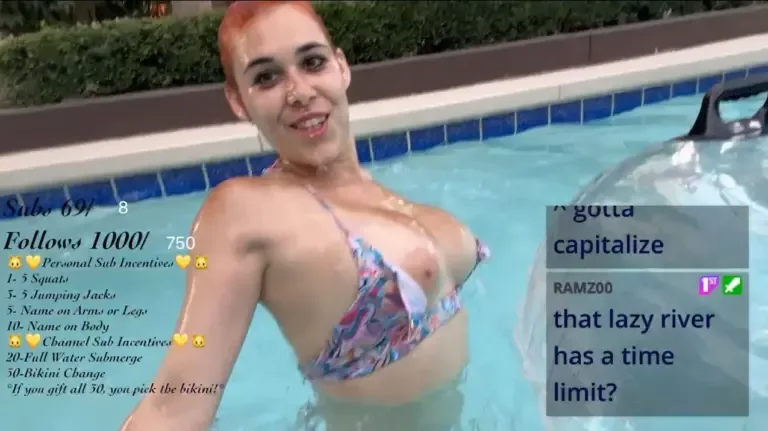 Subs 69/ 8
Follows 1000/ 750
🐱💛Personal Sub Incentives💛🐱
1- 5 Squats
3- 5 Jumping Jacks
5- Name on Arms or Legs
10- Name on Body
🐱💛Channel Sub Incentives💛🐱
20-Full Water Submerge
30-Bikini Change
*If you gift all 30, you pick the bikini!*
^ gotta
capitalize
RAMZ00 1ST
that lazy river
has a time
limit?